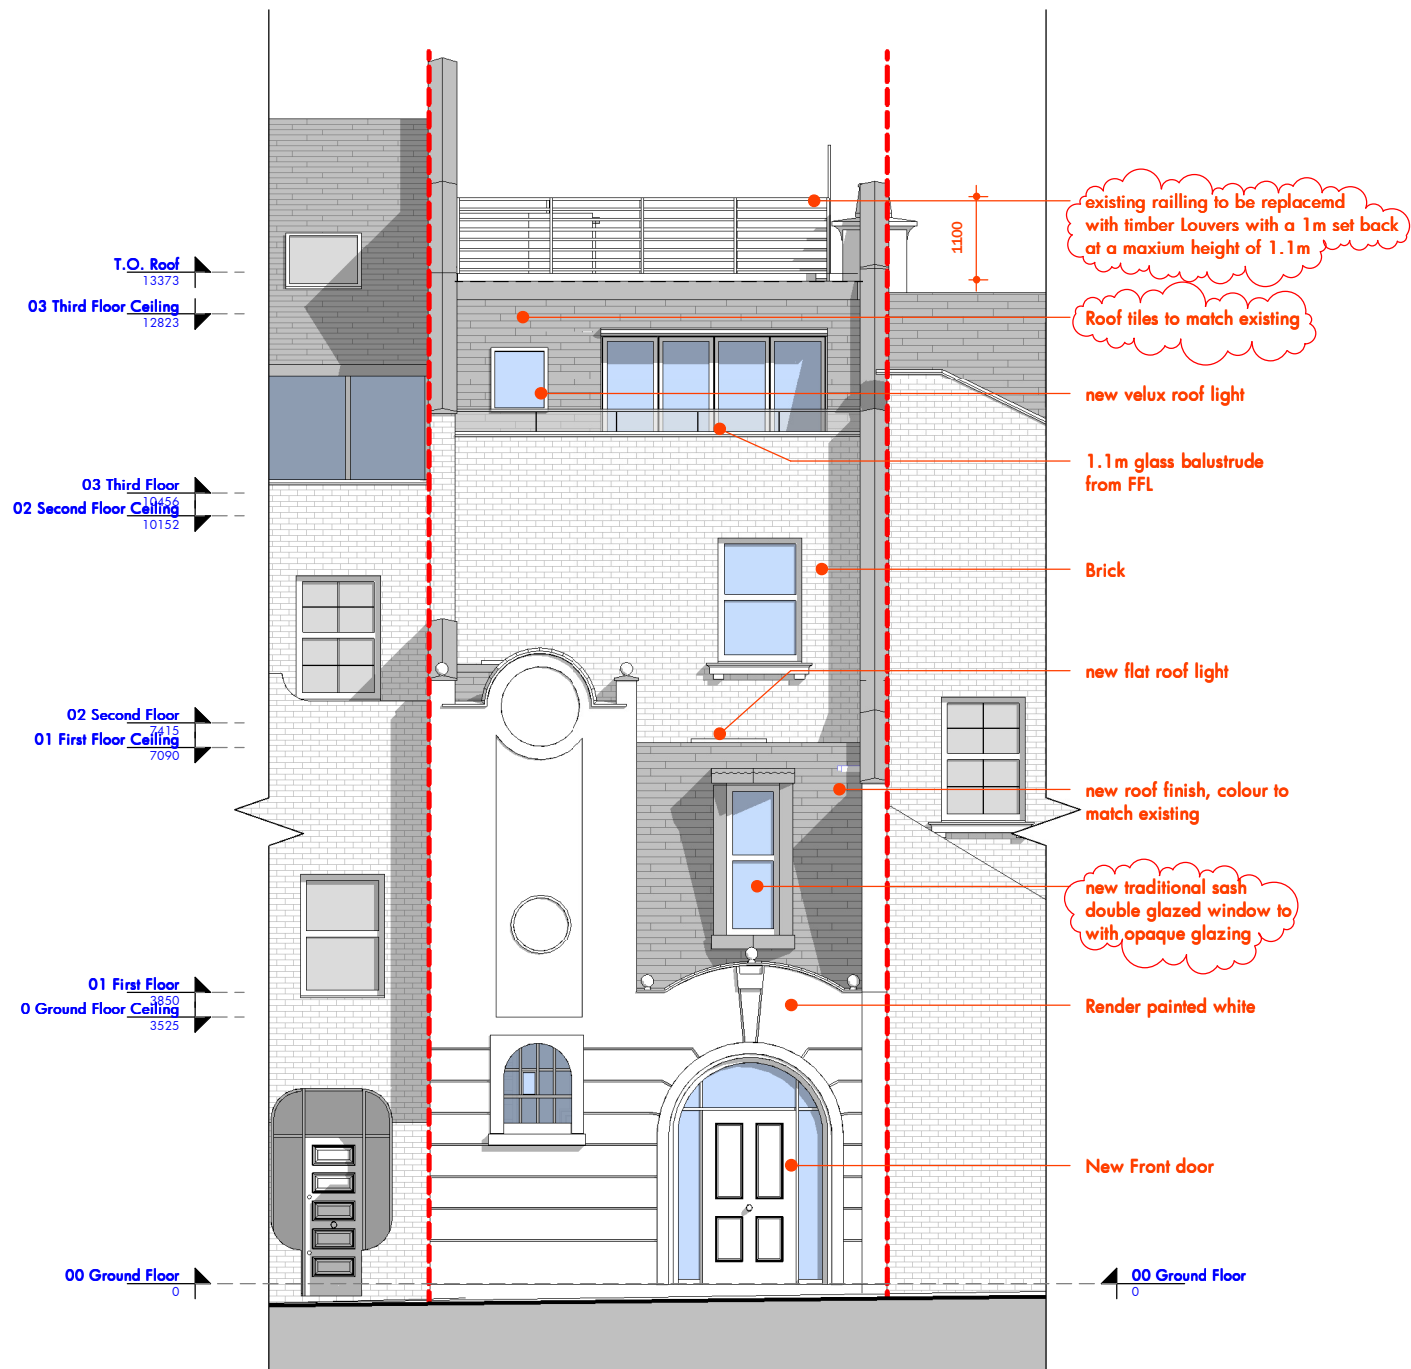 T.O. Roof
13373
03 Third Floor Ceiling
12823
03 Third Floor
10456
02 Second Floor Ceiling
10152
02 Second Floor
7415
01 First Floor Ceiling
7090
01 First Floor
3850
0 Ground Floor Ceiling
3525
00 Ground Floor
0
1100
existing railling to be replacemd
with timber Louvers with a 1m set back
at a maxium height of 1.1m
Roof tiles to match existing
new velux roof light
1.1m glass balustrude
from FFL
Brick
new flat roof light
new roof finish, colour to
match existing
new traditional sash
double glazed window to
with opaque glazing
Render painted white
New Front door
00 Ground Floor
0